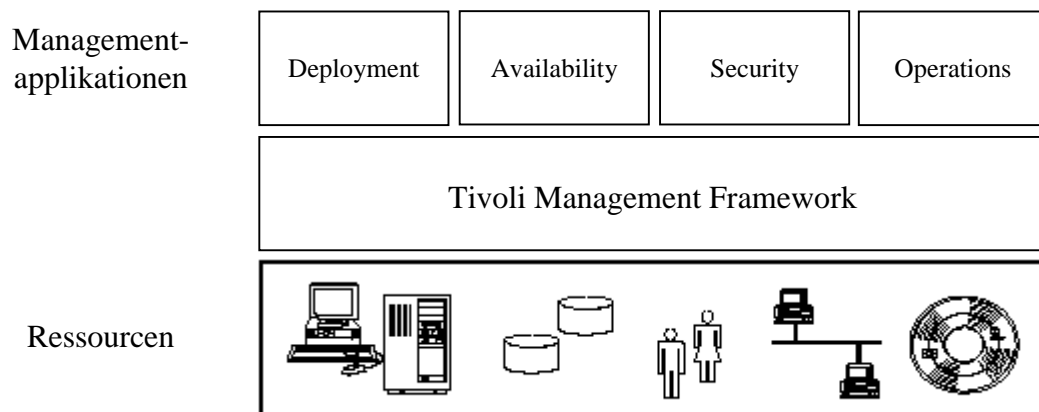 Management-
applikationen
Deployment
Availability
Security
Operations
Tivoli Management Framework
Ressourcen